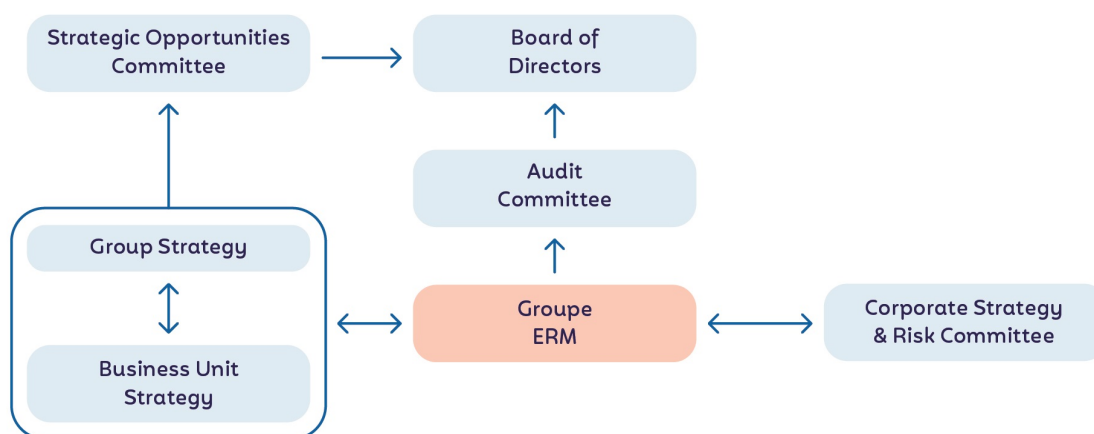 Strategic Opportunities
Committee
Board of
Directors
Audit
Committee
Group Strategy
Business Unit
Strategy
Groupe
ERM
Corporate Strategy
& Risk Committee